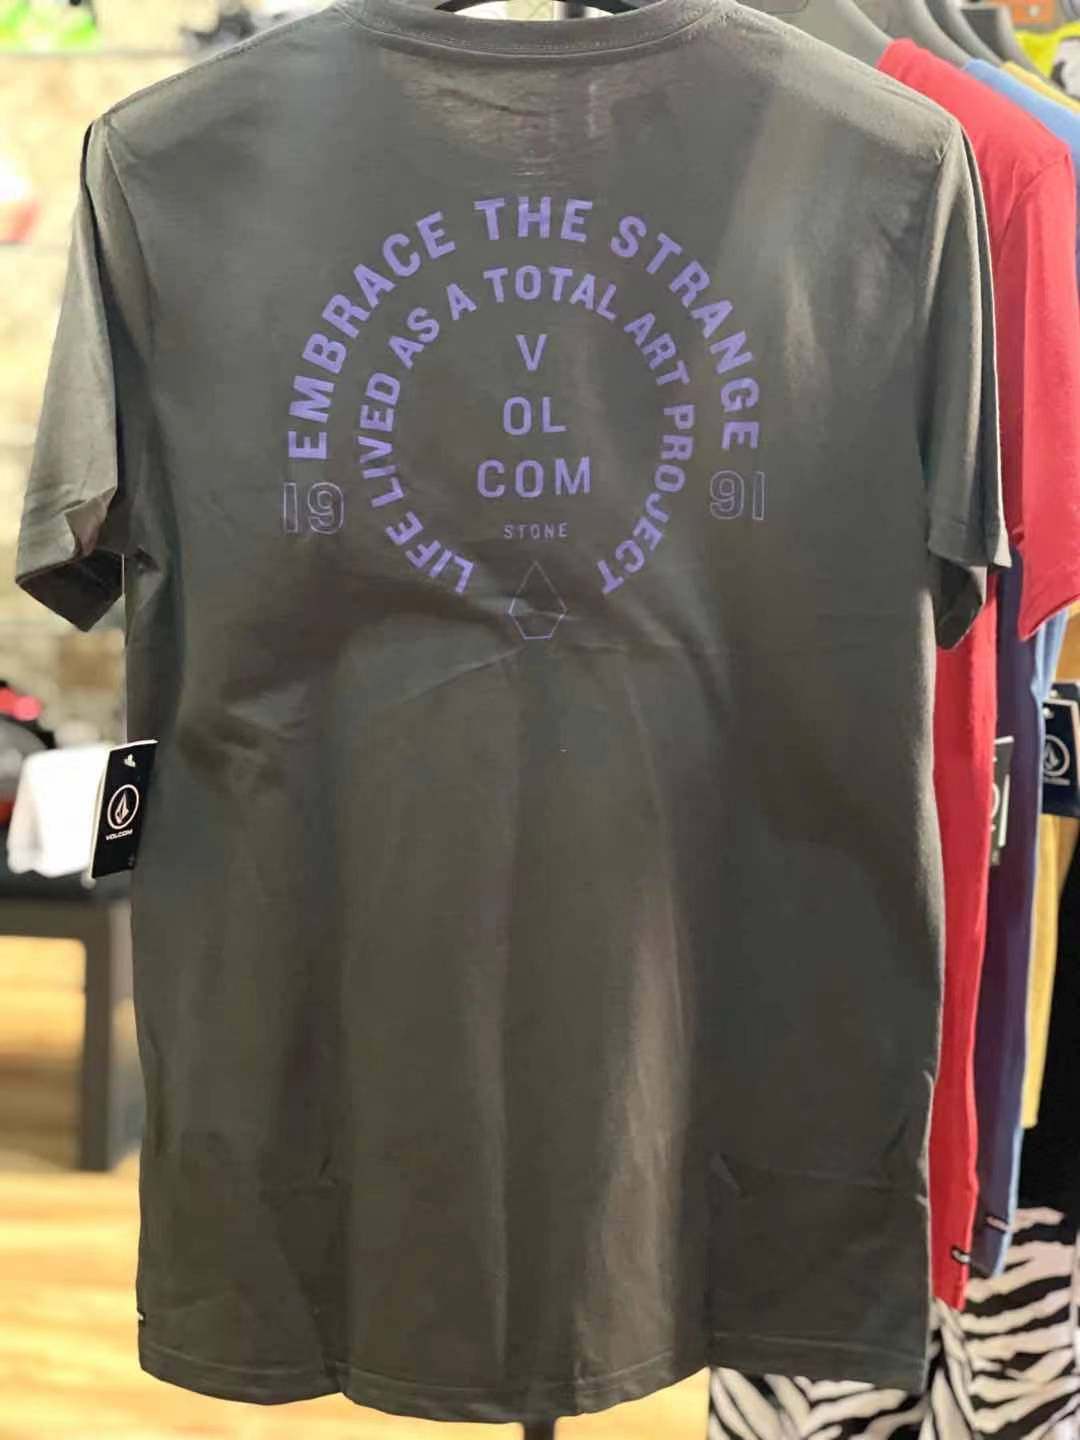 EMBRACE THE STRANGE
LIFE LIVED AS A TOTAL ART PROJECT
V
OL
COM
STONE
19 91
VOLCOM